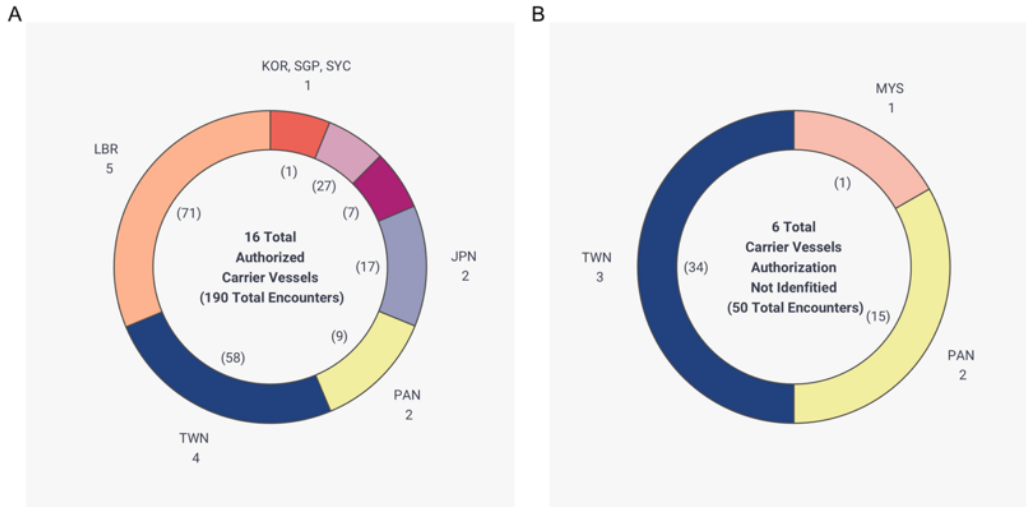 A
KOR, SGP, SYC
1
LBR
5
(1)
(27)
(7)
(71)
16 Total
Authorized
Carrier Vessels
(190 Total Encounters)
(17)
JPN
2
(9)
(58)
PAN
2
TWN
4
B
MYS
1
(1)
6 Total
Carrier Vessels
Authorization
Not Idenfitied
(50 Total Encounters)
TWN
3
(34)
(15)
PAN
2